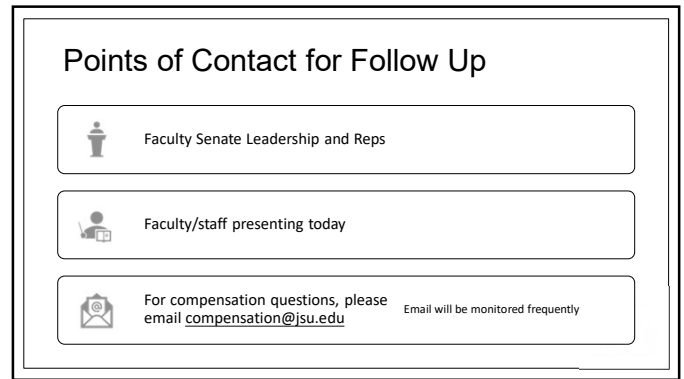 Points of Contact for Follow Up
Faculty Senate Leadership and Reps
Faculty/staff presenting today
For compensation questions, please
email compensation@jsu.edu
Email will be monitored frequently